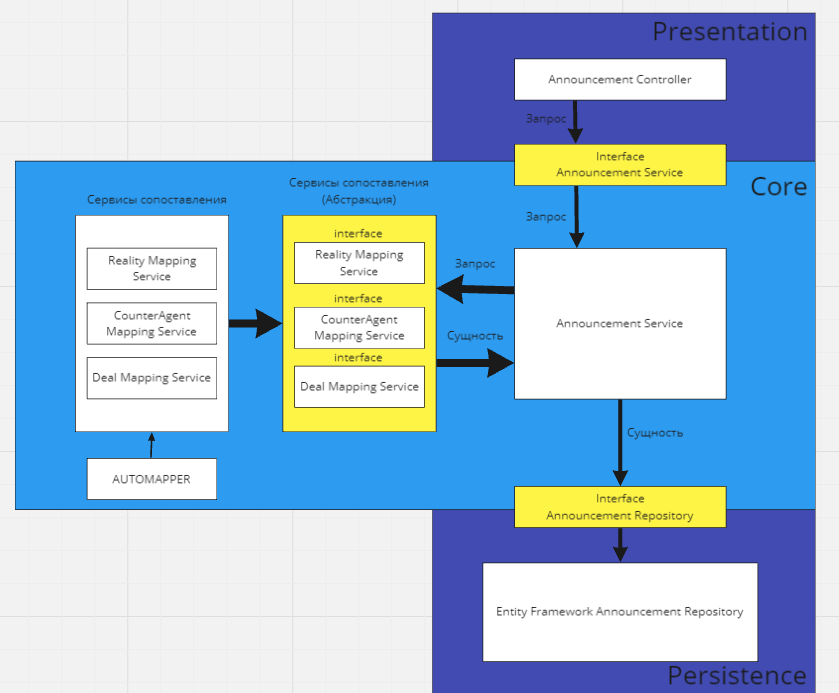 Presentation
Announcement Controller
Запрос
Interface
Announcement Service
Core
Запрос
Сервисы сопоставления
Сервисы сопоставления
(Абстракция)
Reality Mapping
Service
CounterAgent
Mapping Service
Deal Mapping Service
AUTOMAPPER
interface
Reality Mapping
Service
interface
CounterAgent
Mapping Service
interface
Deal Mapping Service
Запрос
Сущность
Announcement Service
Сущность
Interface
Announcement Repository
Entity Framework Announcement Repository
Persistence